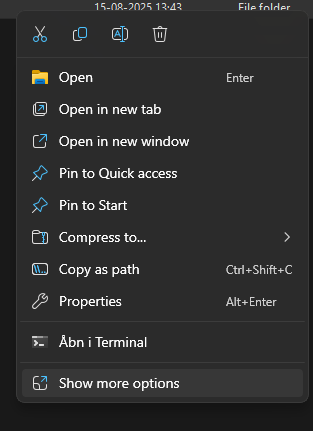 15-08-2025 13:43 File folder
Open Enter
Open in new tab
Open in new window
Pin to Quick access
Pin to Start
Compress to...
Copy as path Ctrl+Shift+C
Properties Alt+Enter
Åbn i Terminal
Show more options